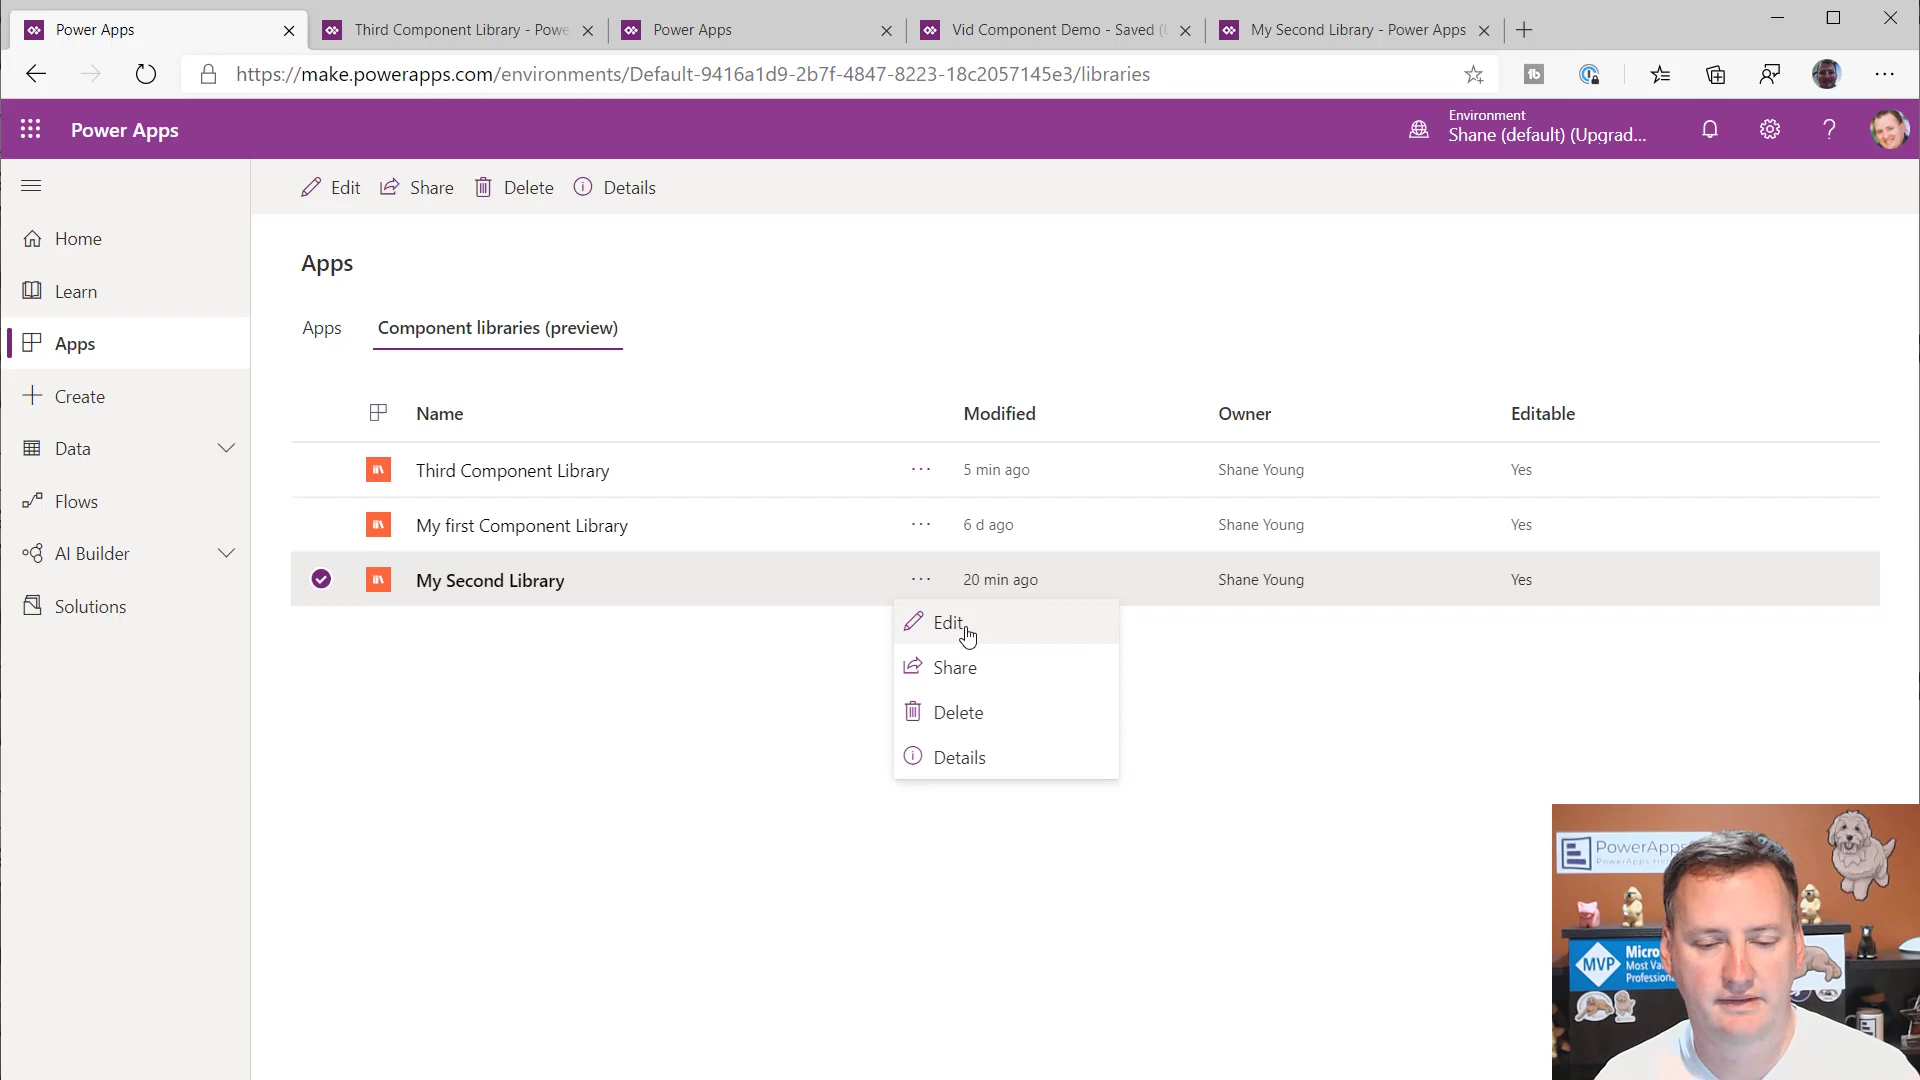 Power Apps
Third Component Library - Powe
Power Apps
Vid Component Demo - Saved (
My Second Library - Power Apps
https://make.powerapps.com/environments/Default-9416a1d9-2b7f-4847-8223-18c2057145e3/libraries
Power Apps
Environment
Shane (default) (Upgrad...
Edit
Share
Delete
Details
Home
Learn
Apps
Create
Data
Flows
AI Builder
Solutions
Apps
Apps
Component libraries (preview)
Name Modified Owner Editable
Third Component Library ··· 5 min ago Shane Young Yes
My first Component Library ··· 6 d ago Shane Young Yes
My Second Library ··· 20 min ago Shane Young Yes
Edit
Share
Delete
Details
PowerApps
MVP
Micro
Most Va
Professiona